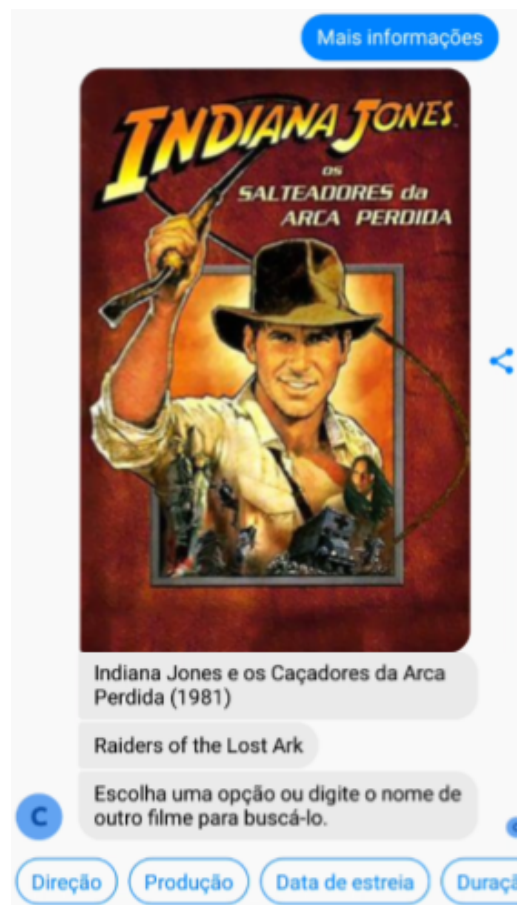 Mais informações
INDIANA JONES
OS
SALTEADORES da
ARCA PERDIDA
Indiana Jones e os Caçadores da Arca
Perdida (1981)
Raiders of the Lost Ark
Escolha uma opção ou digite o nome de
outro filme para buscá-lo.
C
Direção Produção Data de estreia Duraçã